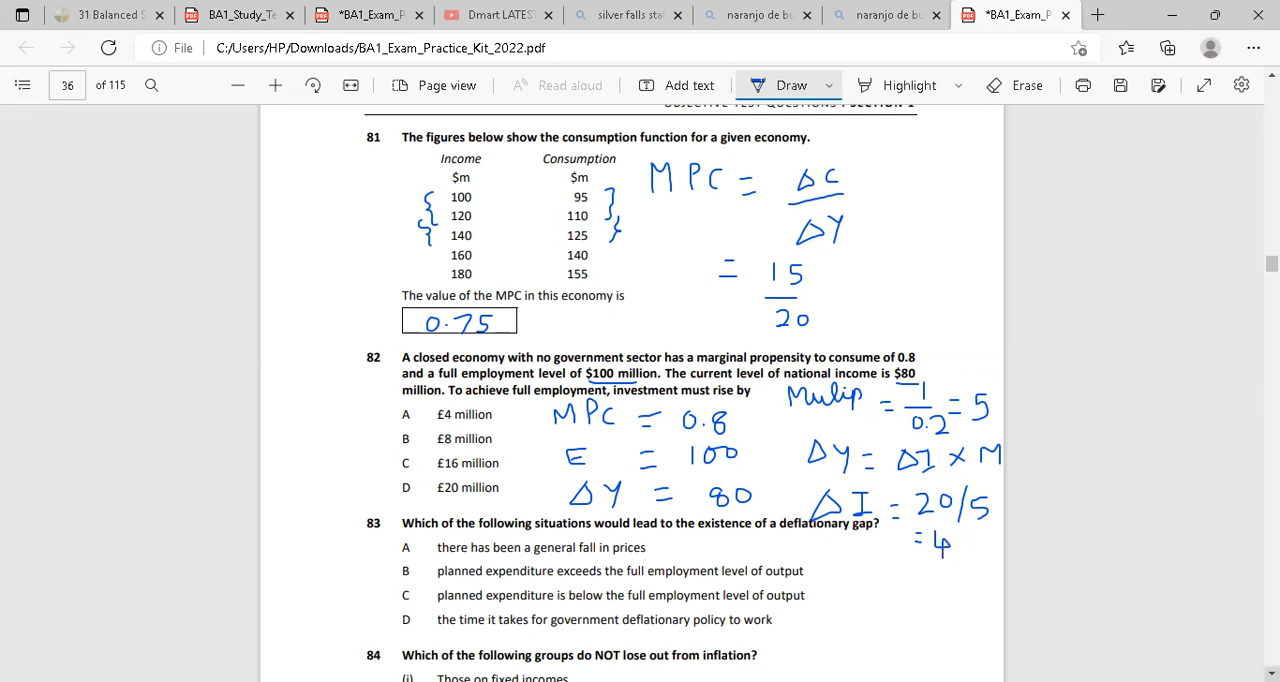 31 Balanced S
BA1_Study_Te
*BA1_Exam_P
Dmart LATEST
silver falls sta
naranjo de bu
naranjo de bu
*BA1_Exam_P
File
C:/Users/HP/Downloads/BA1_Exam_Practice_Kit_2022.pdf
36 of 115
Page view
Read aloud
Add text
Draw
Highlight
Erase
OBJECTIVE TEST QUESTIONS : SECTION 1
81 The figures below show the consumption function for a given economy.
Income Consumption
$m $m
100 95
120 110
140 125
160 140
180 155
MPC = ΔC / ΔY
= 15 / 20
The value of the MPC in this economy is
0.75
82 A closed economy with no government sector has a marginal propensity to consume of 0.8
and a full employment level of $100 million. The current level of national income is $80
million. To achieve full employment, investment must rise by
A £4 million
B £8 million
C £16 million
D £20 million
MPC = 0.8
E = 100
ΔY = 80
Mulip = 1/0.2 = 5
ΔY = ΔI × M
ΔI = 20/5
= 4
83 Which of the following situations would lead to the existence of a deflationary gap?
A there has been a general fall in prices
B planned expenditure exceeds the full employment level of output
C planned expenditure is below the full employment level of output
D the time it takes for government deflationary policy to work
84 Which of the following groups do NOT lose out from inflation?
(i) Those on fixed incomes